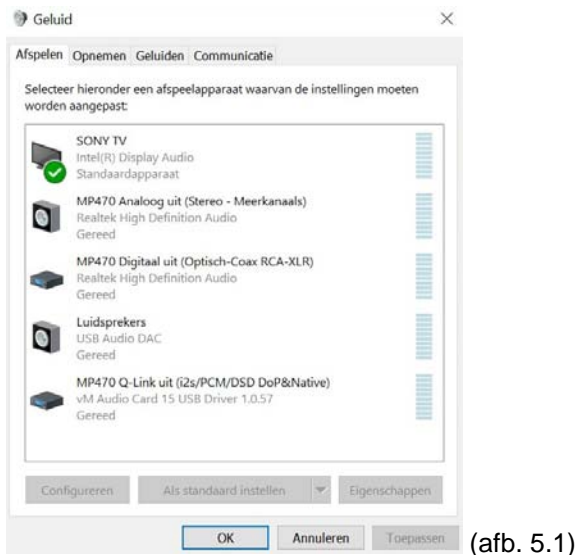 Geluid
Afspelen Opnemen Geluiden Communicatie
Selecteer hieronder een afspeelapparaat waarvan de instellingen moeten
worden aangepast:
SONY TV
Intel(R) Display Audio
Standaardapparaat
MP470 Analoog uit (Stereo - Meerkanaals)
Realtek High Definition Audio
Gereed
MP470 Digitaal uit (Optisch-Coax RCA-XLR)
Realtek High Definition Audio
Gereed
Luidsprekers
USB Audio DAC
Gereed
MP470 Q-Link uit (i2s/PCM/DSD DoP&Native)
vM Audio Card 15 USB Driver 1.0.57
Gereed
Configureren Als standaard instellen Eigenschappen
OK Annuleren Toepassen (afb. 5.1)